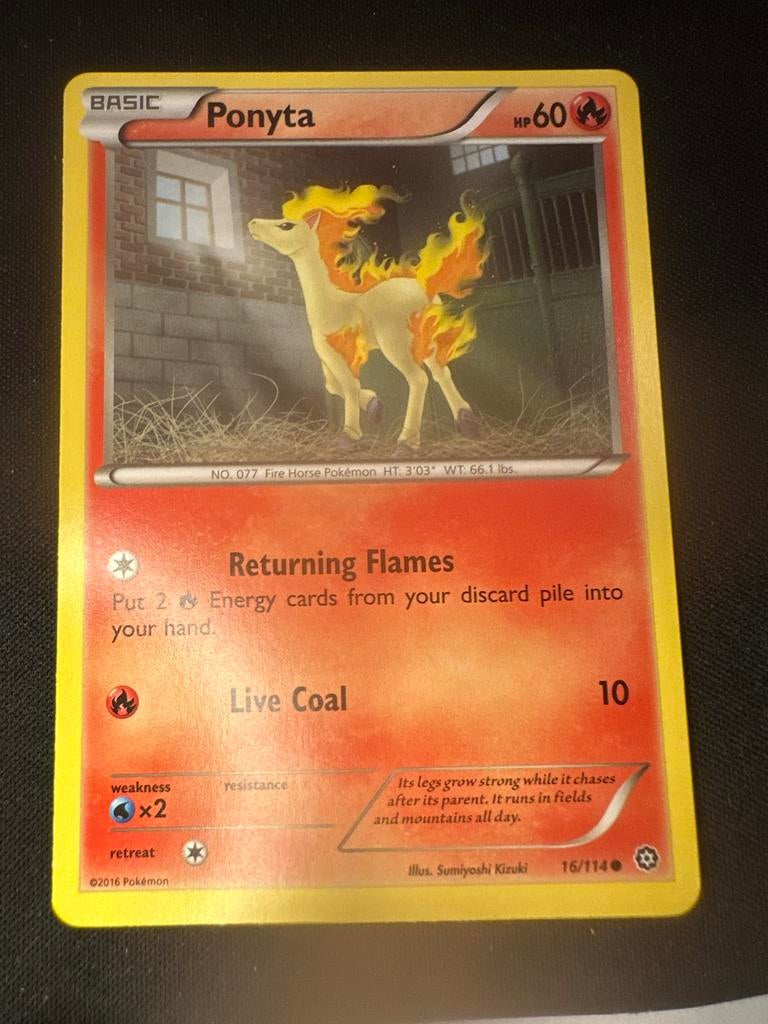 BASIC
Ponyta
HP60
NO. 077 Fire Horse Pokémon HT: 3'03" WT: 66.1 lbs.
Returning Flames
Put 2 Energy cards from your discard pile into
your hand.
Live Coal 10
weakness resistance
×2
retreat
Its legs grow strong while it chases
after its parent. It runs in fields
and mountains all day.
Illus. Sumiyoshi Kizuki 16/114
©2016 Pokémon